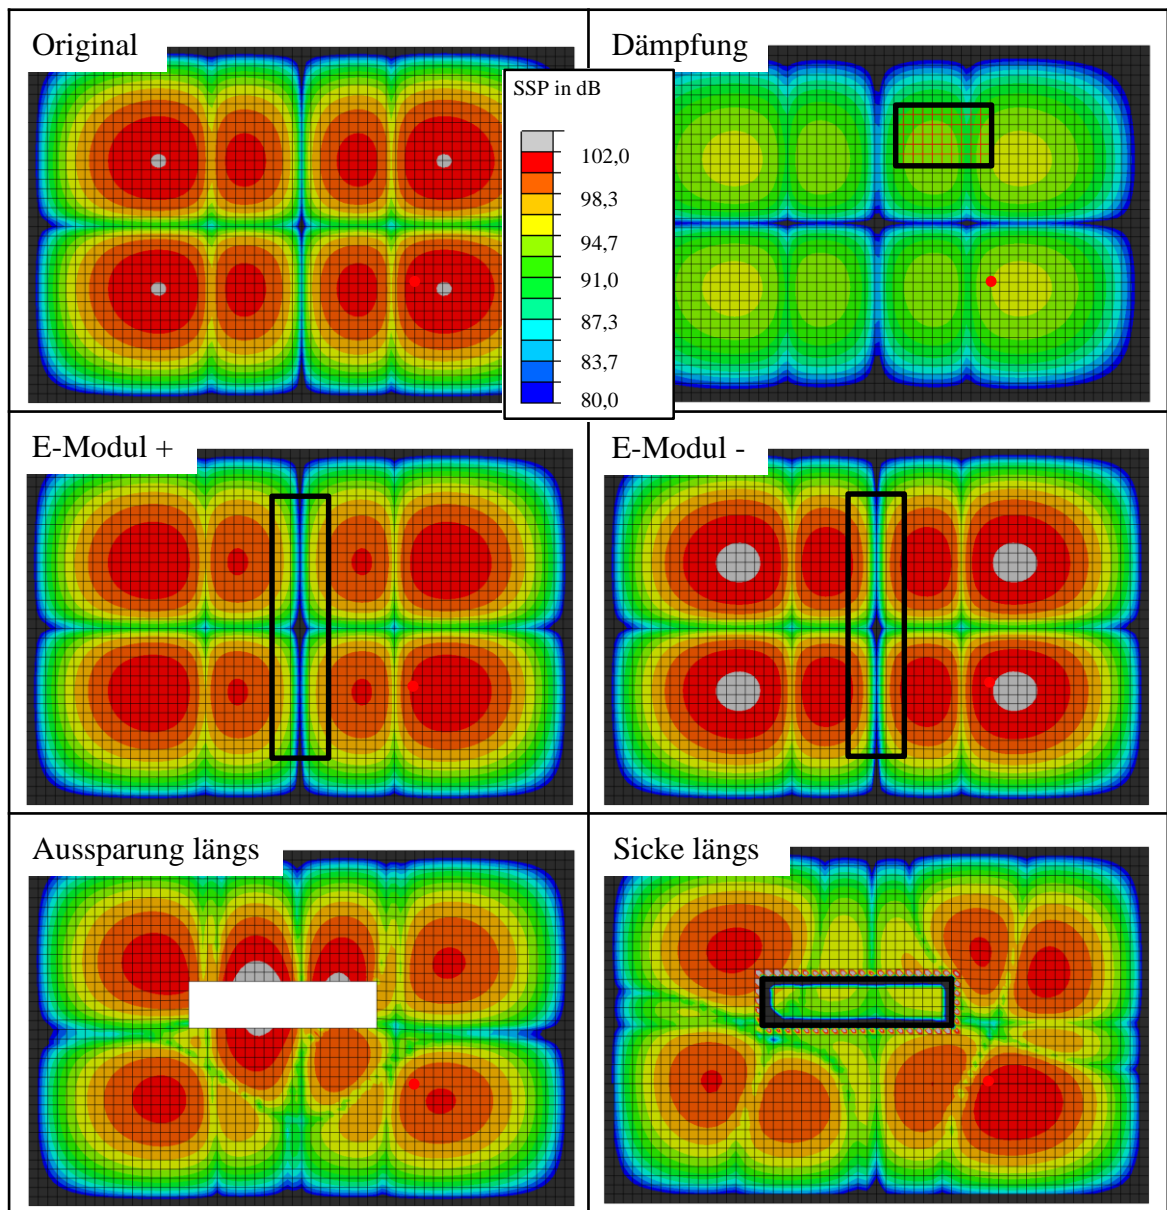 Original
Dämpfung
SSP in dB
102,0
98,3
94,7
91,0
87,3
83,7
80,0
E-Modul +
E-Modul -
Aussparung längs
Sicke längs